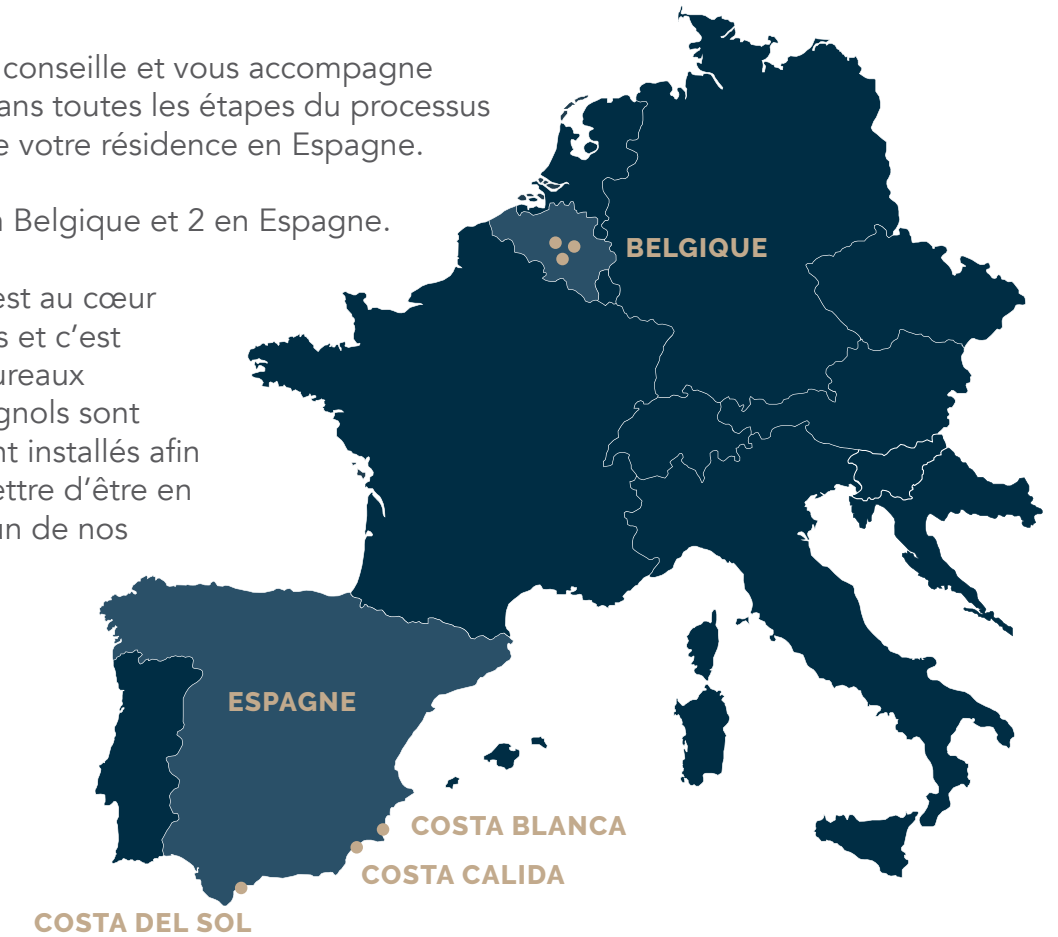 conseille et vous accompagne
ans toutes les étapes du processus
e votre résidence en Espagne.
Belgique et 2 en Espagne.
est au cœur
s et c’est
ureaux
gnols sont
nt installés afin
ettre d’être en
un de nos
BELGIQUE
ESPAGNE
COSTA BLANCA
COSTA CALIDA
COSTA DEL SOL